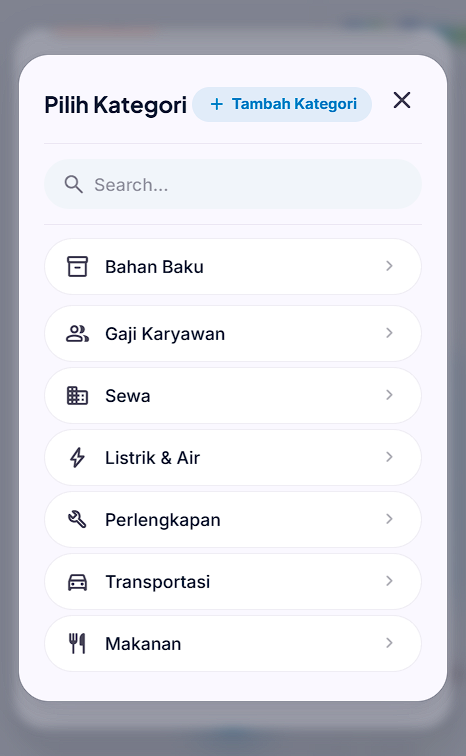 Pilih Kategori
+ Tambah Kategori
Search...
Bahan Baku
Gaji Karyawan
Sewa
Listrik & Air
Perlengkapan
Transportasi
Makanan